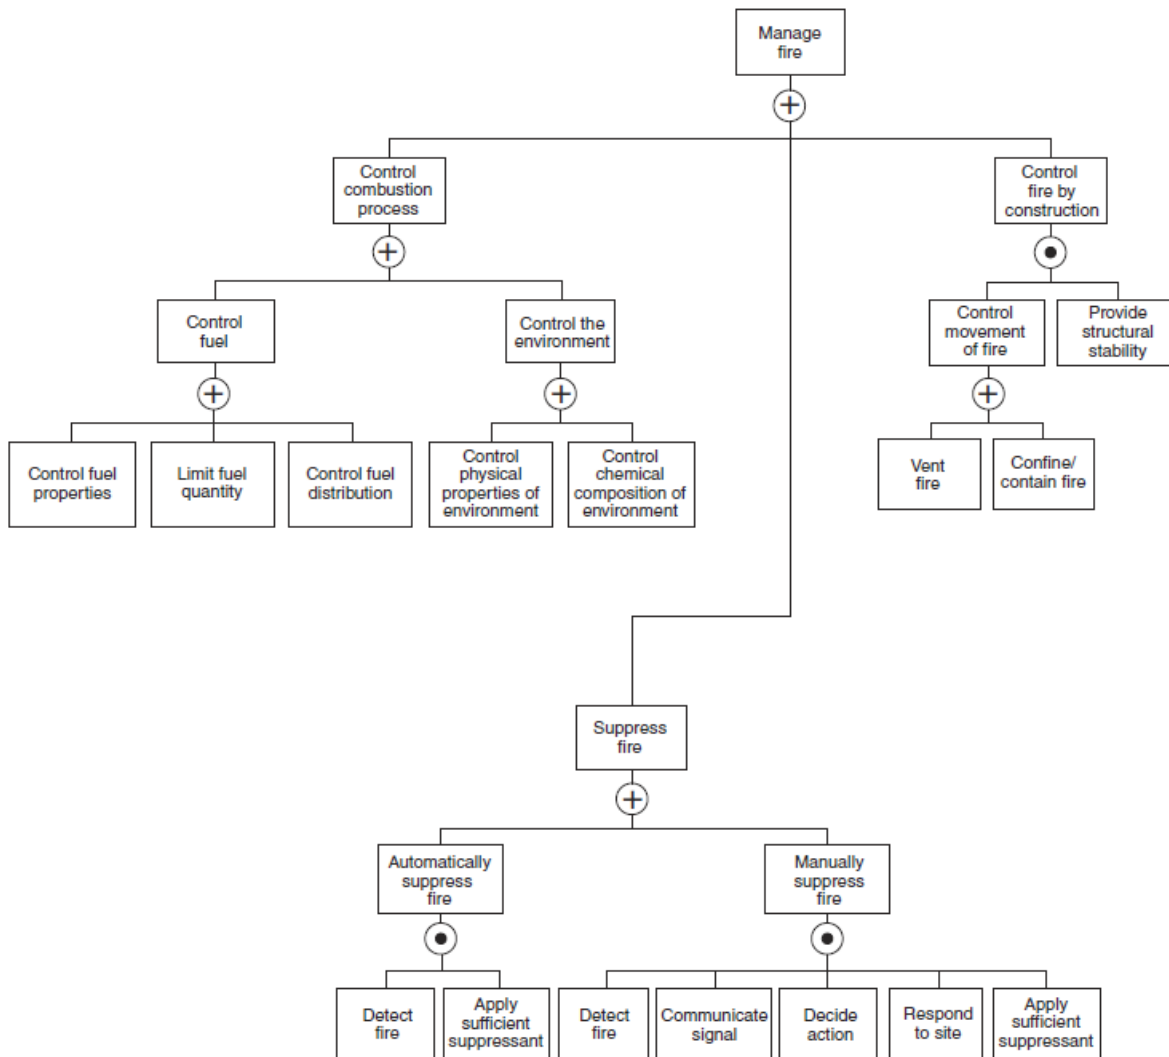 Manage
fire
+
Control
combustion
process
Control
fire by
construction
+
•
Control
fuel
Control the
environment
Control
movement
of fire
Provide
structural
stability
+
+
+
Control fuel
properties
Limit fuel
quantity
Control fuel
distribution
Control
physical
properties of
environment
Control
chemical
composition of
environment
Vent
fire
Confine/
contain fire
Suppress
fire
+
Automatically
suppress
fire
Manually
suppress
fire
•
•
Detect
fire
Apply
sufficient
suppressant
Detect
fire
Communicate
signal
Decide
action
Respond
to site
Apply
sufficient
suppressant